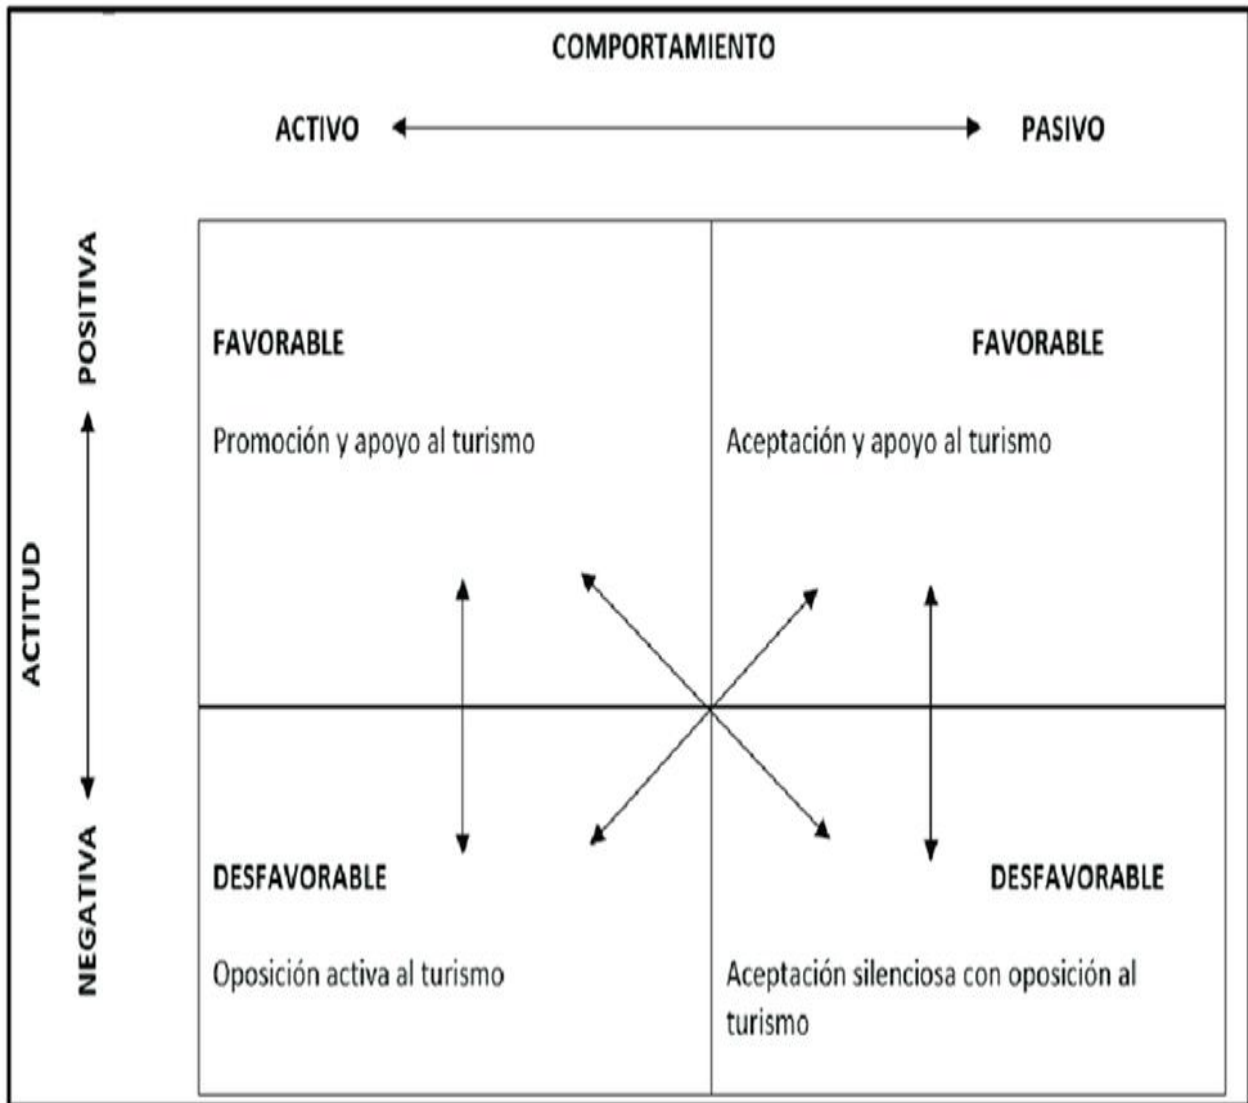 COMPORTAMIENTO
ACTIVO PASIVO
POSITIVA
ACTITUD
NEGATIVA
FAVORABLE
Promoción y apoyo al turismo
FAVORABLE
Aceptación y apoyo al turismo
DESFAVORABLE
Oposición activa al turismo
DESFAVORABLE
Aceptación silenciosa con oposición al
turismo